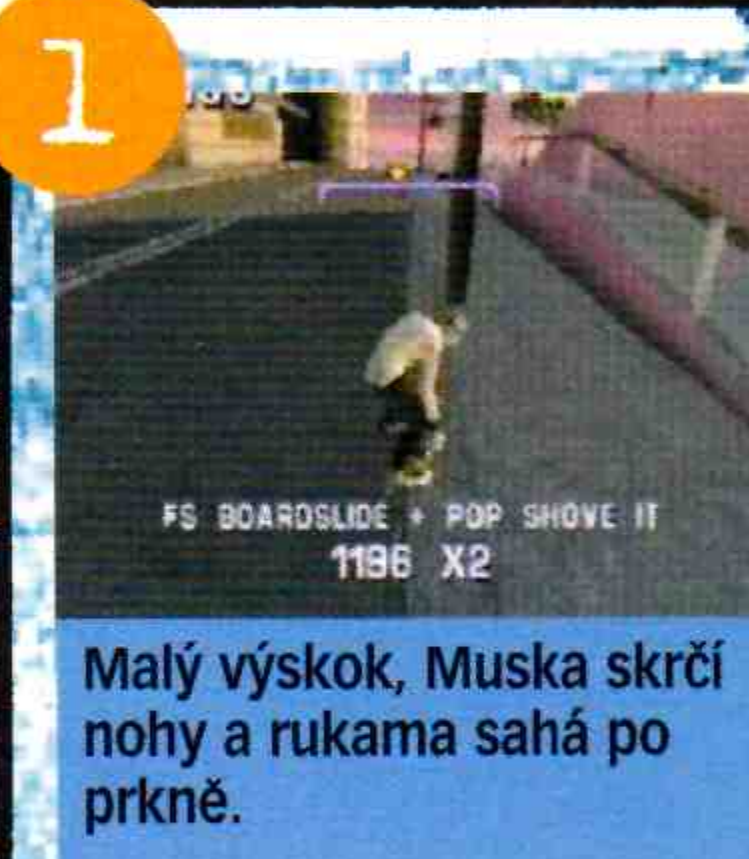 1
FS BOARDSLIDE + POP SHOVE IT
1196 X2
Malý výskok, Muska skrčí
nohy a rukama sahá po
prkně.